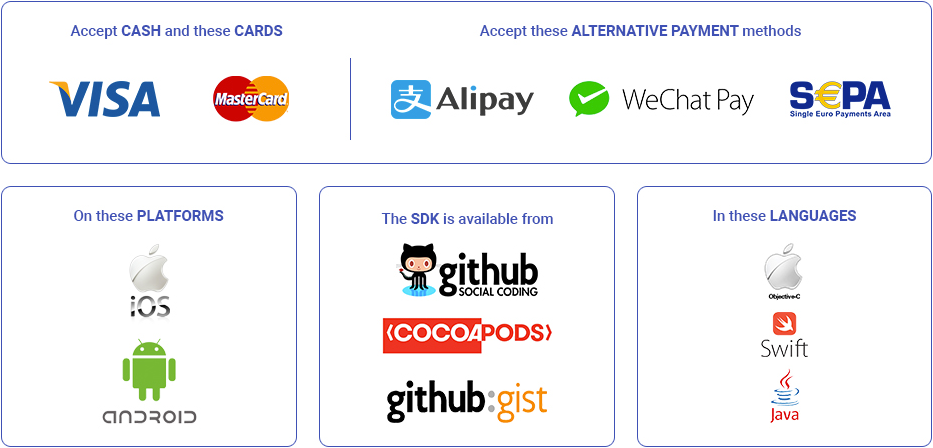 Accept CASH and these CARDS
Accept these ALTERNATIVE PAYMENT methods
VISA
MasterCard
支 Alipay
WeChat Pay
S€PA
Single Euro Payments Area
On these PLATFORMS
iOS
ANDROID
The SDK is available from
github
SOCIAL CODING
‹COCOAPODS›
github:gist
In these LANGUAGES
Objective-C
Swift
Java